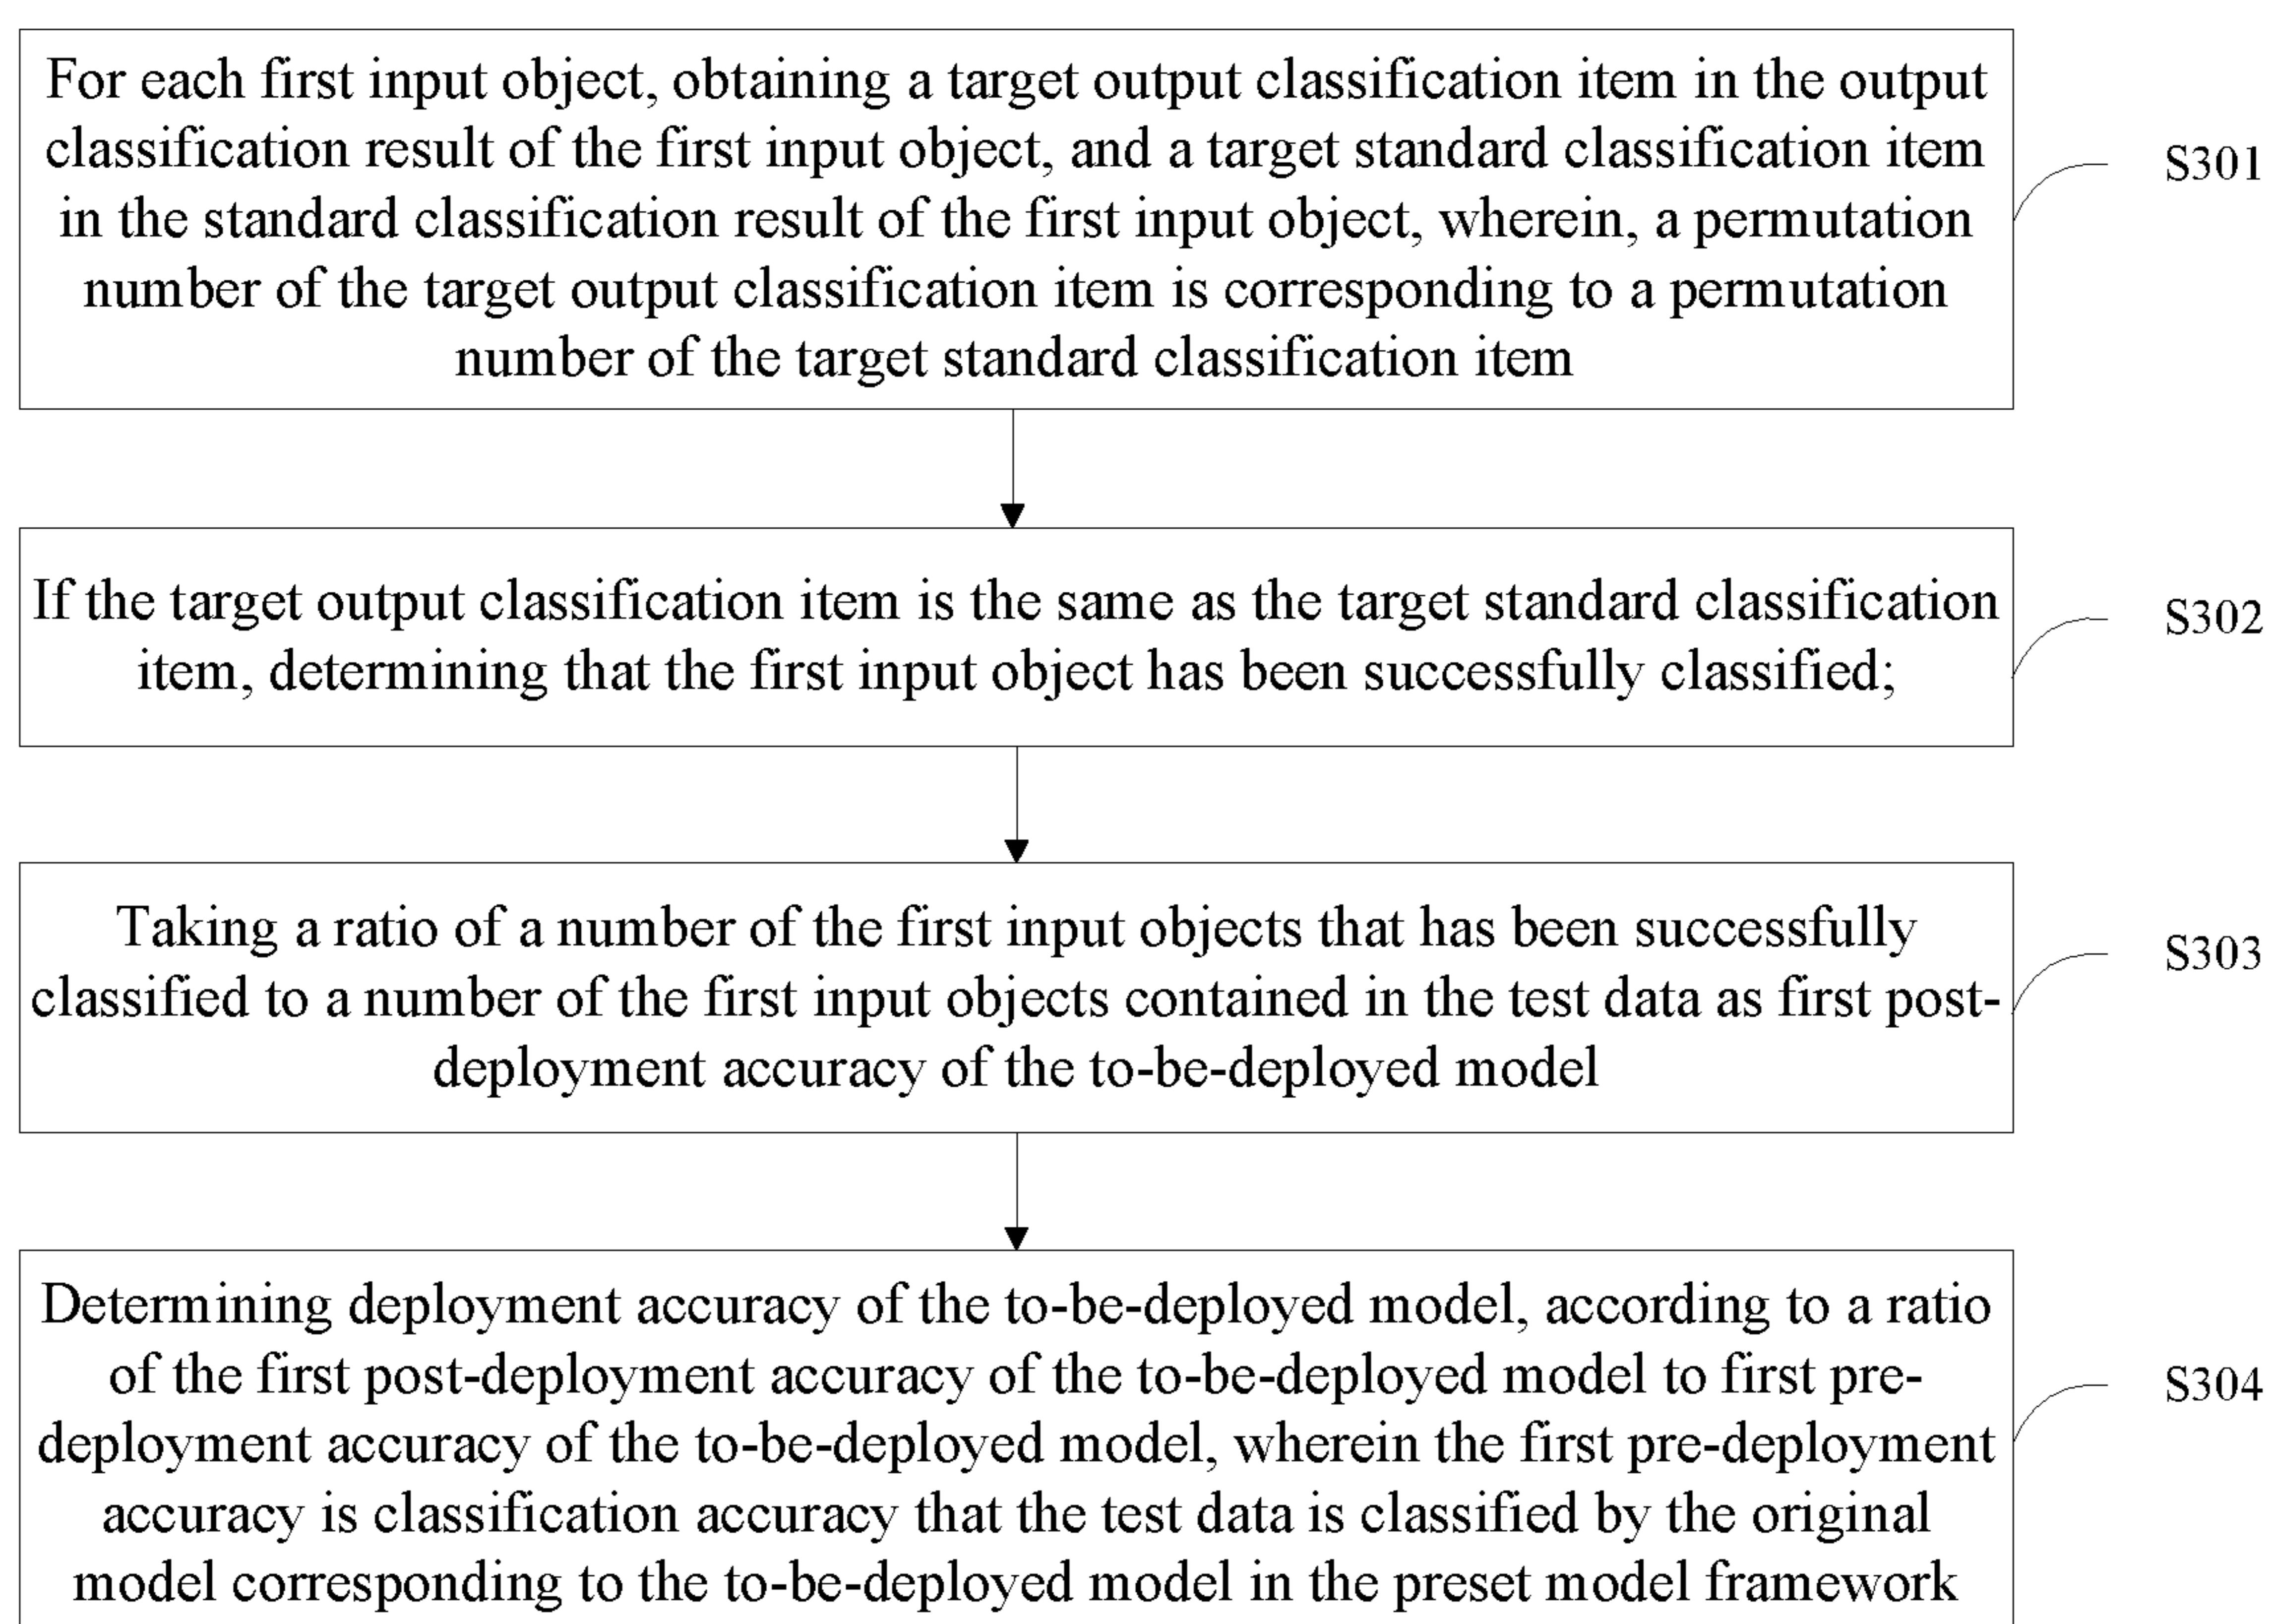 For each first input object, obtaining a target output classification item in the output
classification result of the first input object, and a target standard classification item
in the standard classification result of the first input object, wherein, a permutation
number of the target output classification item is corresponding to a permutation
number of the target standard classification item
S301
If the target output classification item is the same as the target standard classification
item, determining that the first input object has been successfully classified;
S302
Taking a ratio of a number of the first input objects that has been successfully
classified to a number of the first input objects contained in the test data as first post-
deployment accuracy of the to-be-deployed model
S303
Determining deployment accuracy of the to-be-deployed model, according to a ratio
of the first post-deployment accuracy of the to-be-deployed model to first pre-
deployment accuracy of the to-be-deployed model, wherein the first pre-deployment
accuracy is classification accuracy that the test data is classified by the original
model corresponding to the to-be-deployed model in the preset model framework
S304